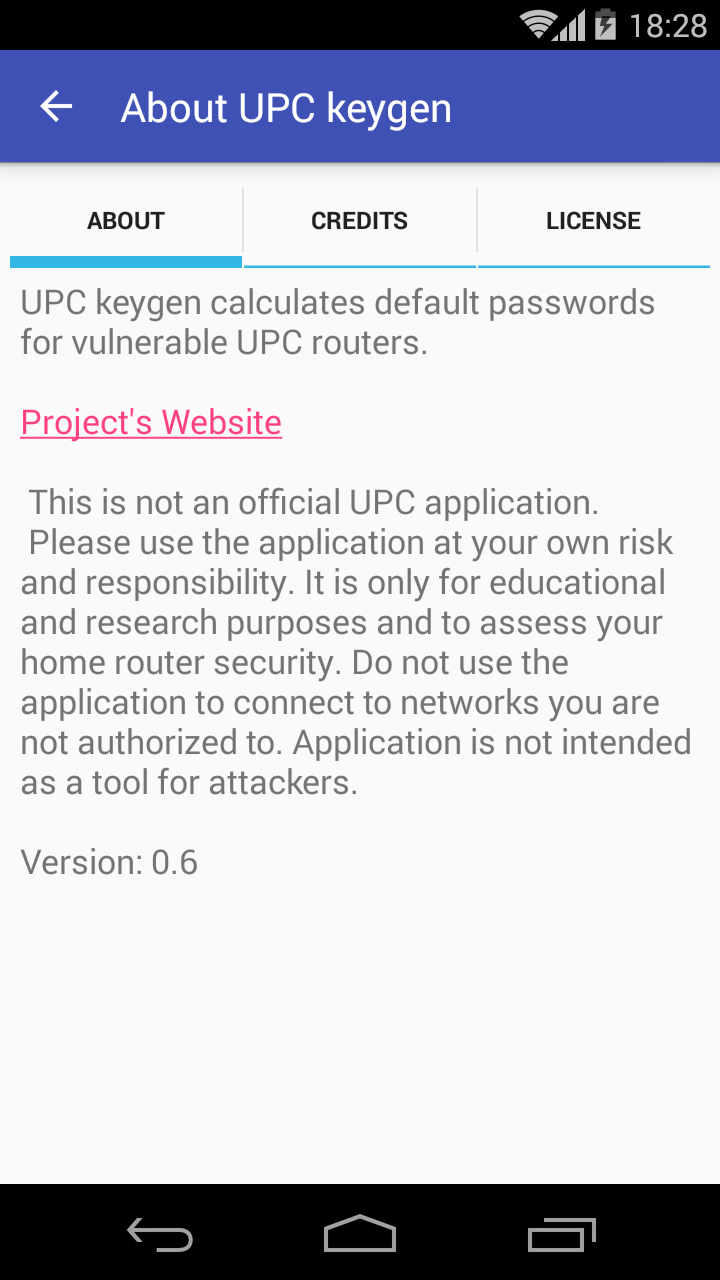 18:28
About UPC keygen
ABOUT
CREDITS
LICENSE
UPC keygen calculates default passwords
for vulnerable UPC routers.
Project's Website
This is not an official UPC application.
Please use the application at your own risk
and responsibility. It is only for educational
and research purposes and to assess your
home router security. Do not use the
application to connect to networks you are
not authorized to. Application is not intended
as a tool for attackers.
Version: 0.6